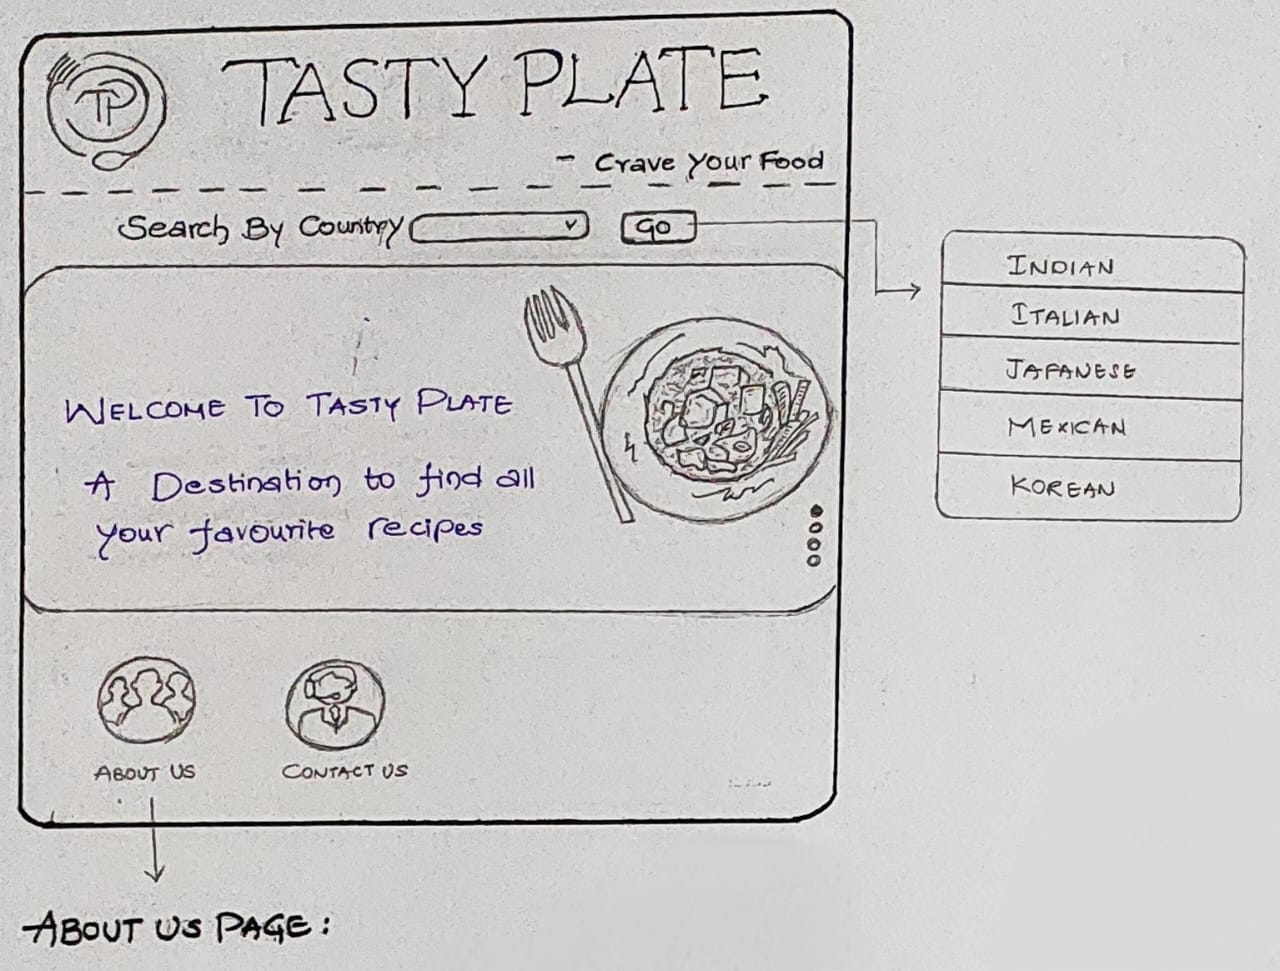 TP
TASTY PLATE
- Crave Your Food
Search By Country
GO
INDIAN
ITALIAN
JAPANESE
MEXICAN
KOREAN
WELCOME TO TASTY PLATE
A Destination to find all
your favourite recipes
ABOUT US
CONTACT US
ABOUT US PAGE: